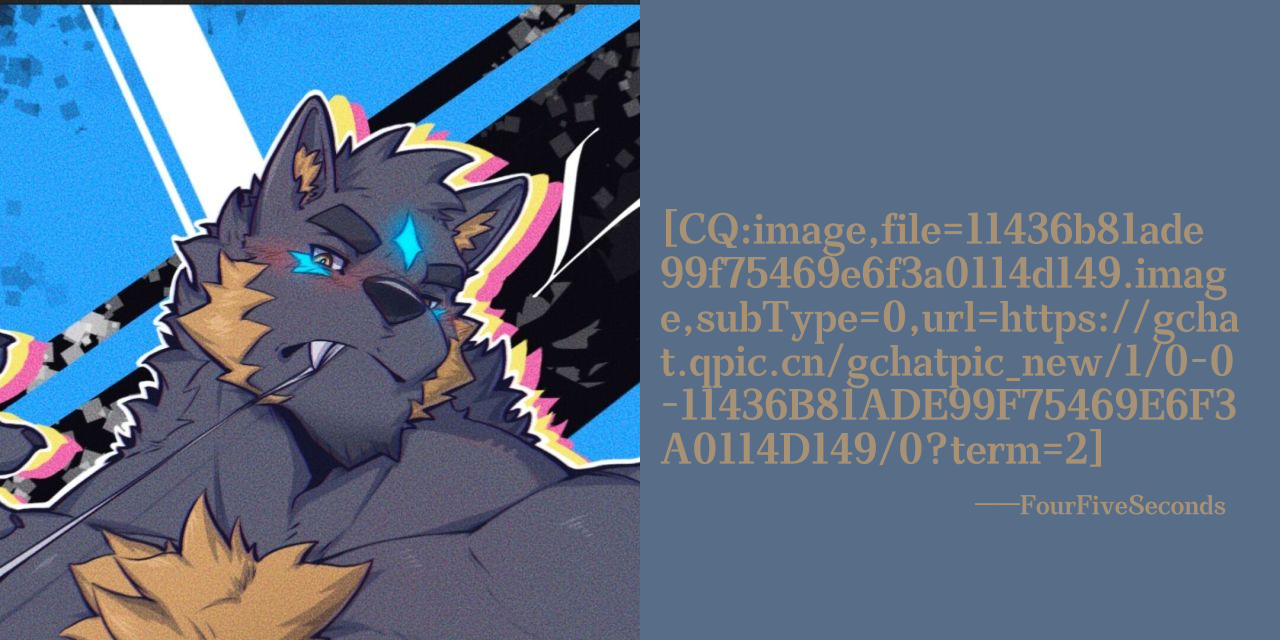 [CQ:image,file=11436b81ade
99f75469e6f3a0114d149.imag
e,subType=0,url=https://gcha
t.qpic.cn/gchatpic_new/1/0-0
-11436B81ADE99F75469E6F3
A0114D149/0?term=2]
——FourFiveSeconds